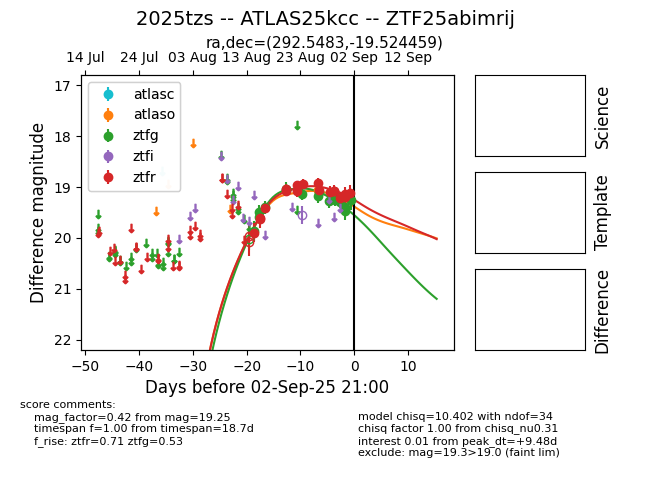 2025tzs -- ATLAS25kcc -- ZTF25abimrij
ra,dec=(292.5483,-19.524459)
14 Jul 24 Jul 03 Aug 13 Aug 23 Aug 02 Sep 12 Sep
17
18
19
20
21
22
Difference magnitude
atlasc
atlaso
ztfg
ztfi
ztfr
−50 −40 −30 −20 −10 0 10
Days before 02-Sep-25 21:00
Science
Template
Difference
score comments:
mag_factor=0.42 from mag=19.25
timespan f=1.00 from timespan=18.7d
f_rise: ztfr=0.71 ztfg=0.53
model chisq=10.402 with ndof=34
chisq factor 1.00 from chisq_nu0.31
interest 0.01 from peak_dt=+9.48d
exclude: mag=19.3>19.0 (faint lim)